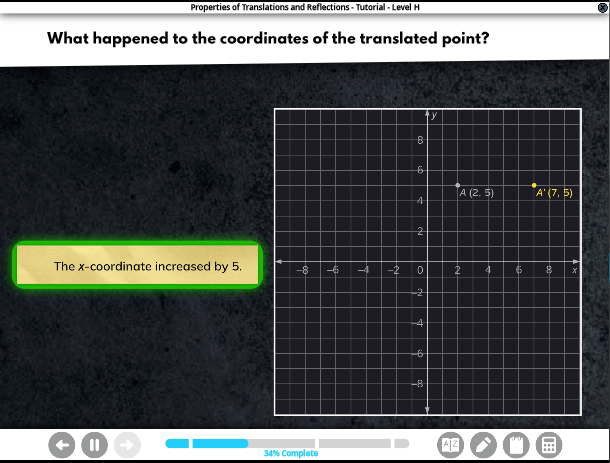 Properties of Translations and Reflections - Tutorial - Level H
What happened to the coordinates of the translated point?
y
8
6
A (2, 5)
A' (7, 5)
4
2
The x-coordinate increased by 5.
–8 –6 –4 –2 0 2 4 6 8 x
–2
–4
–6
–8
A Z
34% Complete